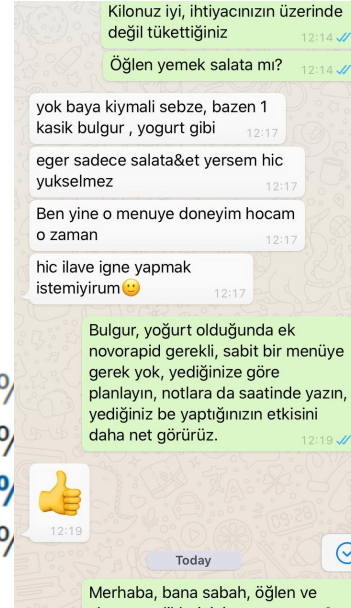 Kilonuz iyi, ihtiyacınızın üzerinde
değil tükettiğiniz
12:14
Öğlen yemek salata mı?
12:14
yok baya kiymali sebze, bazen 1
kasik bulgur , yogurt gibi
12:17
eger sadece salata&et yersem hic
yukselmez
12:17
Ben yine o menuye doneyim hocam
o zaman
12:17
hic ilave igne yapmak
istemiyirum🙂
12:17
Bulgur, yoğurt olduğunda ek
novorapid gerekli, sabit bir menüye
gerek yok, yediğinize göre
planlayın, notlara da saatinde yazın,
yediğiniz be yaptığınızın etkisini
daha net görürüz.
12:19
👍
12:19
%
%
%
%
Today
Merhaba, bana sabah, öğlen ve